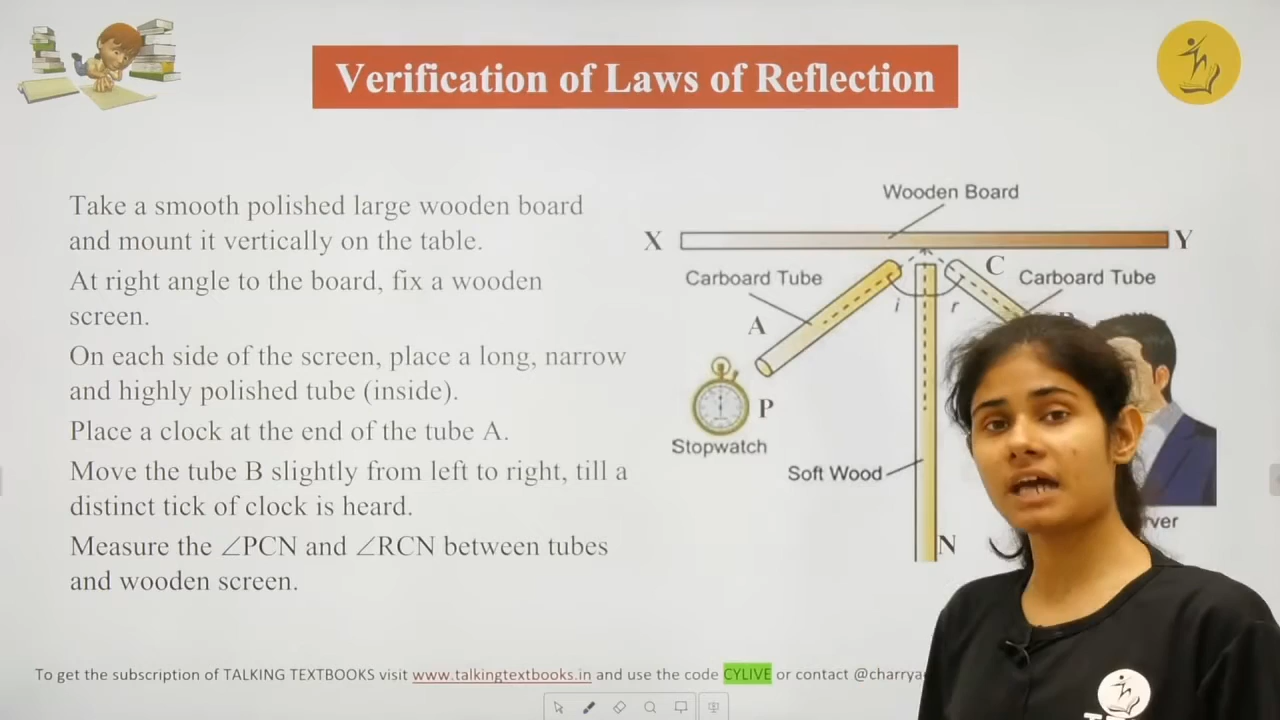 Verification of Laws of Reflection
Take a smooth polished large wooden board
and mount it vertically on the table.
At right angle to the board, fix a wooden
screen.
On each side of the screen, place a long, narrow
and highly polished tube (inside).
Place a clock at the end of the tube A.
Move the tube B slightly from left to right, till a
distinct tick of clock is heard.
Measure the ∠PCN and ∠RCN between tubes
and wooden screen.
Wooden Board
X
Y
Carboard Tube
C
Carboard Tube
i
r
A
P
Stopwatch
Soft Wood
N
To get the subscription of TALKING TEXTBOOKS visit www.talkingtextbooks.in and use the code CYLIVE or contact